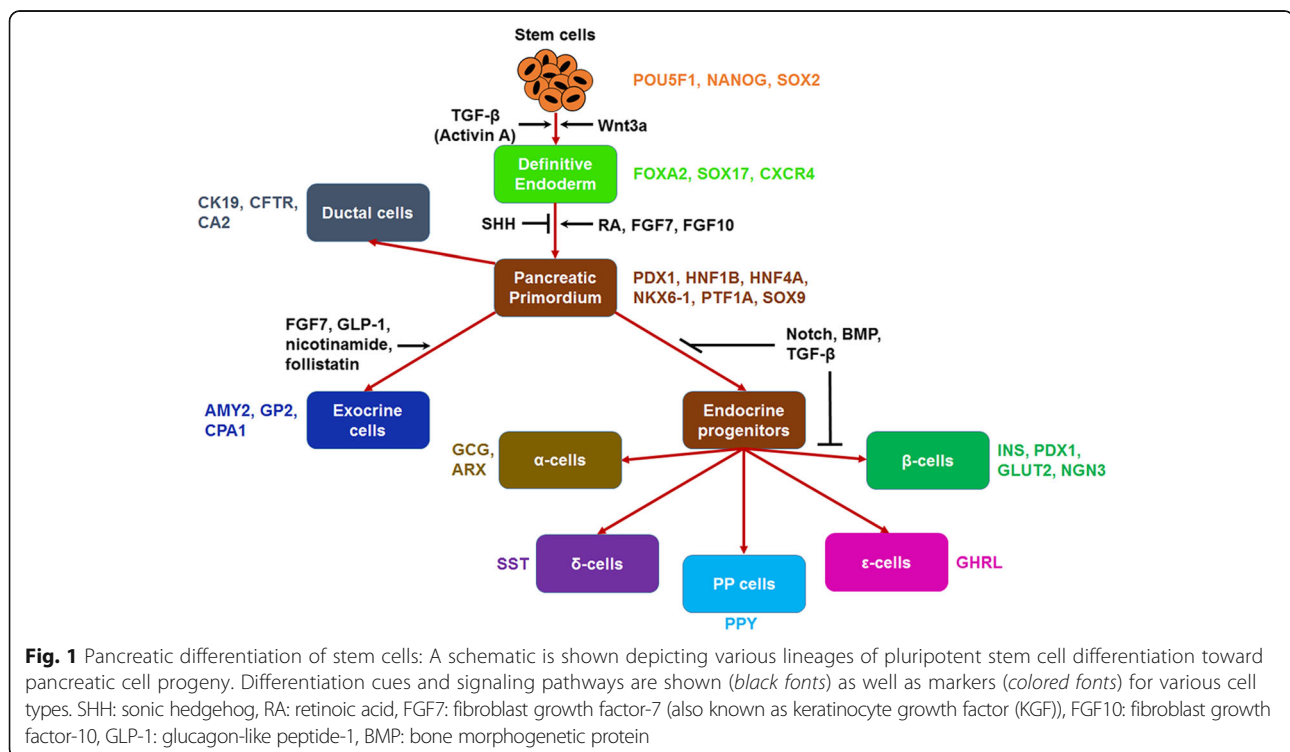 Stem cells
POU5F1, NANOG, SOX2
TGF-β
(Activin A)
Wnt3a
Definitive
Endoderm
FOXA2, SOX17, CXCR4
CK19, CFTR,
CA2
Ductal cells
SHH
RA, FGF7, FGF10
Pancreatic
Primordium
PDX1, HNF1B, HNF4A,
NKX6-1, PTF1A, SOX9
FGF7, GLP-1,
nicotinamide,
follistatin
Notch, BMP,
TGF-β
AMY2, GP2,
CPA1
Exocrine
cells
Endocrine
progenitors
GCG,
ARX
α-cells
β-cells
INS, PDX1,
GLUT2, NGN3
SST
δ-cells
PP cells
PPY
ε-cells
GHRL
Fig. 1 Pancreatic differentiation of stem cells: A schematic is shown depicting various lineages of pluripotent stem cell differentiation toward
pancreatic cell progeny. Differentiation cues and signaling pathways are shown (black fonts) as well as markers (colored fonts) for various cell
types. SHH: sonic hedgehog, RA: retinoic acid, FGF7: fibroblast growth factor-7 (also known as keratinocyte growth factor (KGF)), FGF10: fibroblast growth
factor-10, GLP-1: glucagon-like peptide-1, BMP: bone morphogenetic protein